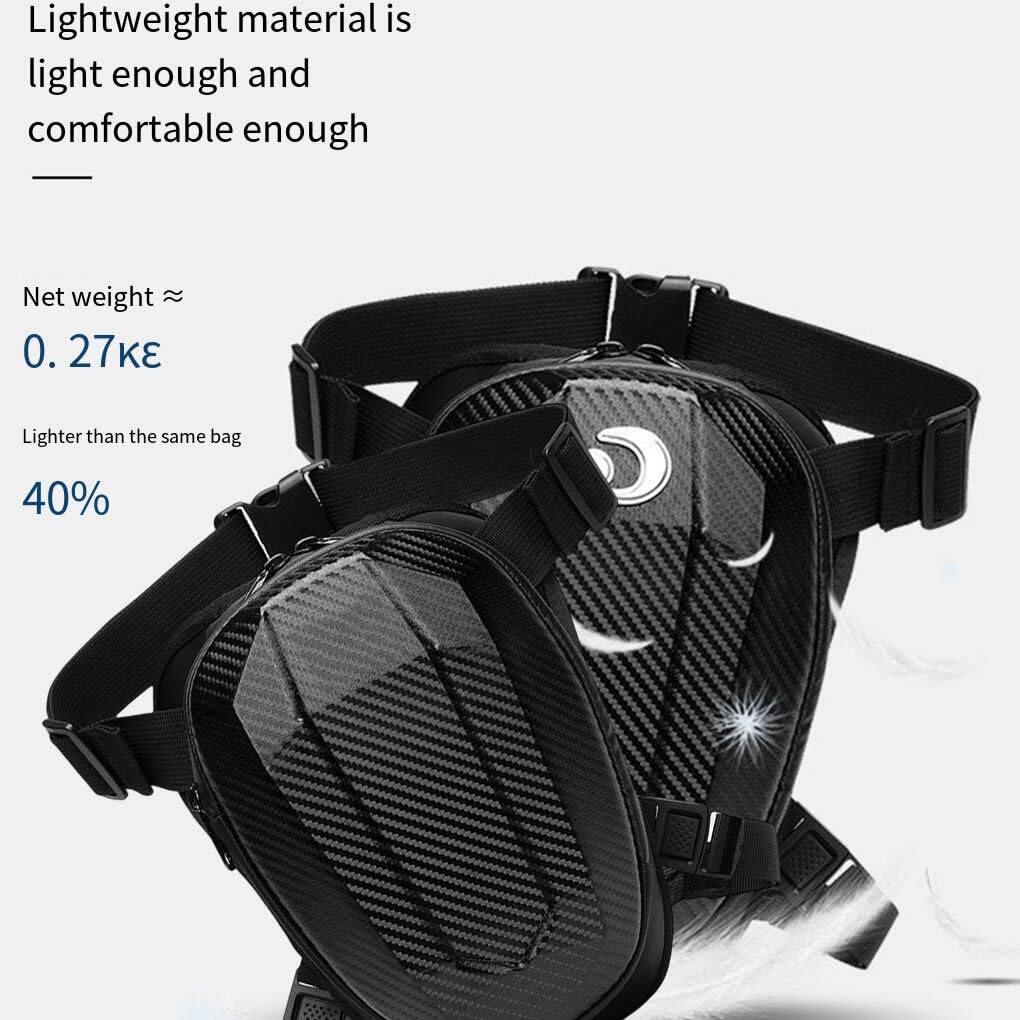 Lightweight material is
light enough and
comfortable enough
Net weight ≈
0. 27κε
Lighter than the same bag
40%